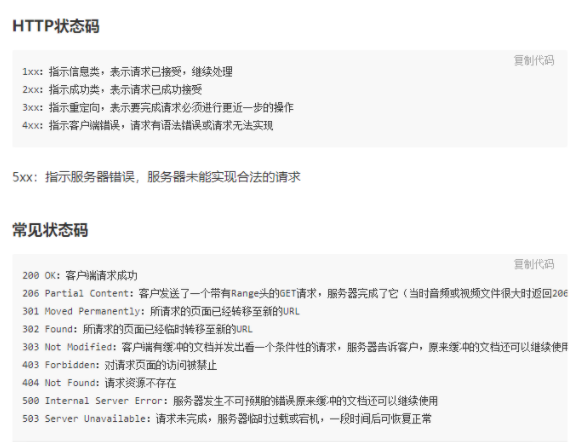 HTTP状态码
复制代码
1xx: 指示信息类，表示请求已接受，继续处理
2xx: 指示成功类，表示请求已成功接受
3xx: 指示重定向，表示要完成请求必须进行更近一步的操作
4xx: 指示客户端错误，请求有语法错误或请求无法实现
5xx：指示服务器错误，服务器未能实现合法的请求
常见状态码
复制代码
200 OK: 客户端请求成功
206 Partial Content: 客户发送了一个带有Range头的GET请求，服务器完成了它（当时音频或视频文件很大时返回206
301 Moved Permanently: 所请求的页面已经转移至新的URL
302 Found: 所请求的页面已经临时转移至新的URL
303 Not Modified: 客户端有缓冲的文档并发出看一个条件性的请求，服务器告诉客户，原来缓冲的文档还可以继续使用
403 Forbidden: 对请求页面的访问被禁止
404 Not Found: 请求资源不存在
500 Internal Server Error: 服务器发生不可预期的错误原来缓冲的文档还可以继续使用
503 Server Unavailable: 请求未完成，服务器临时过载或宕机，一段时间后可恢复正常